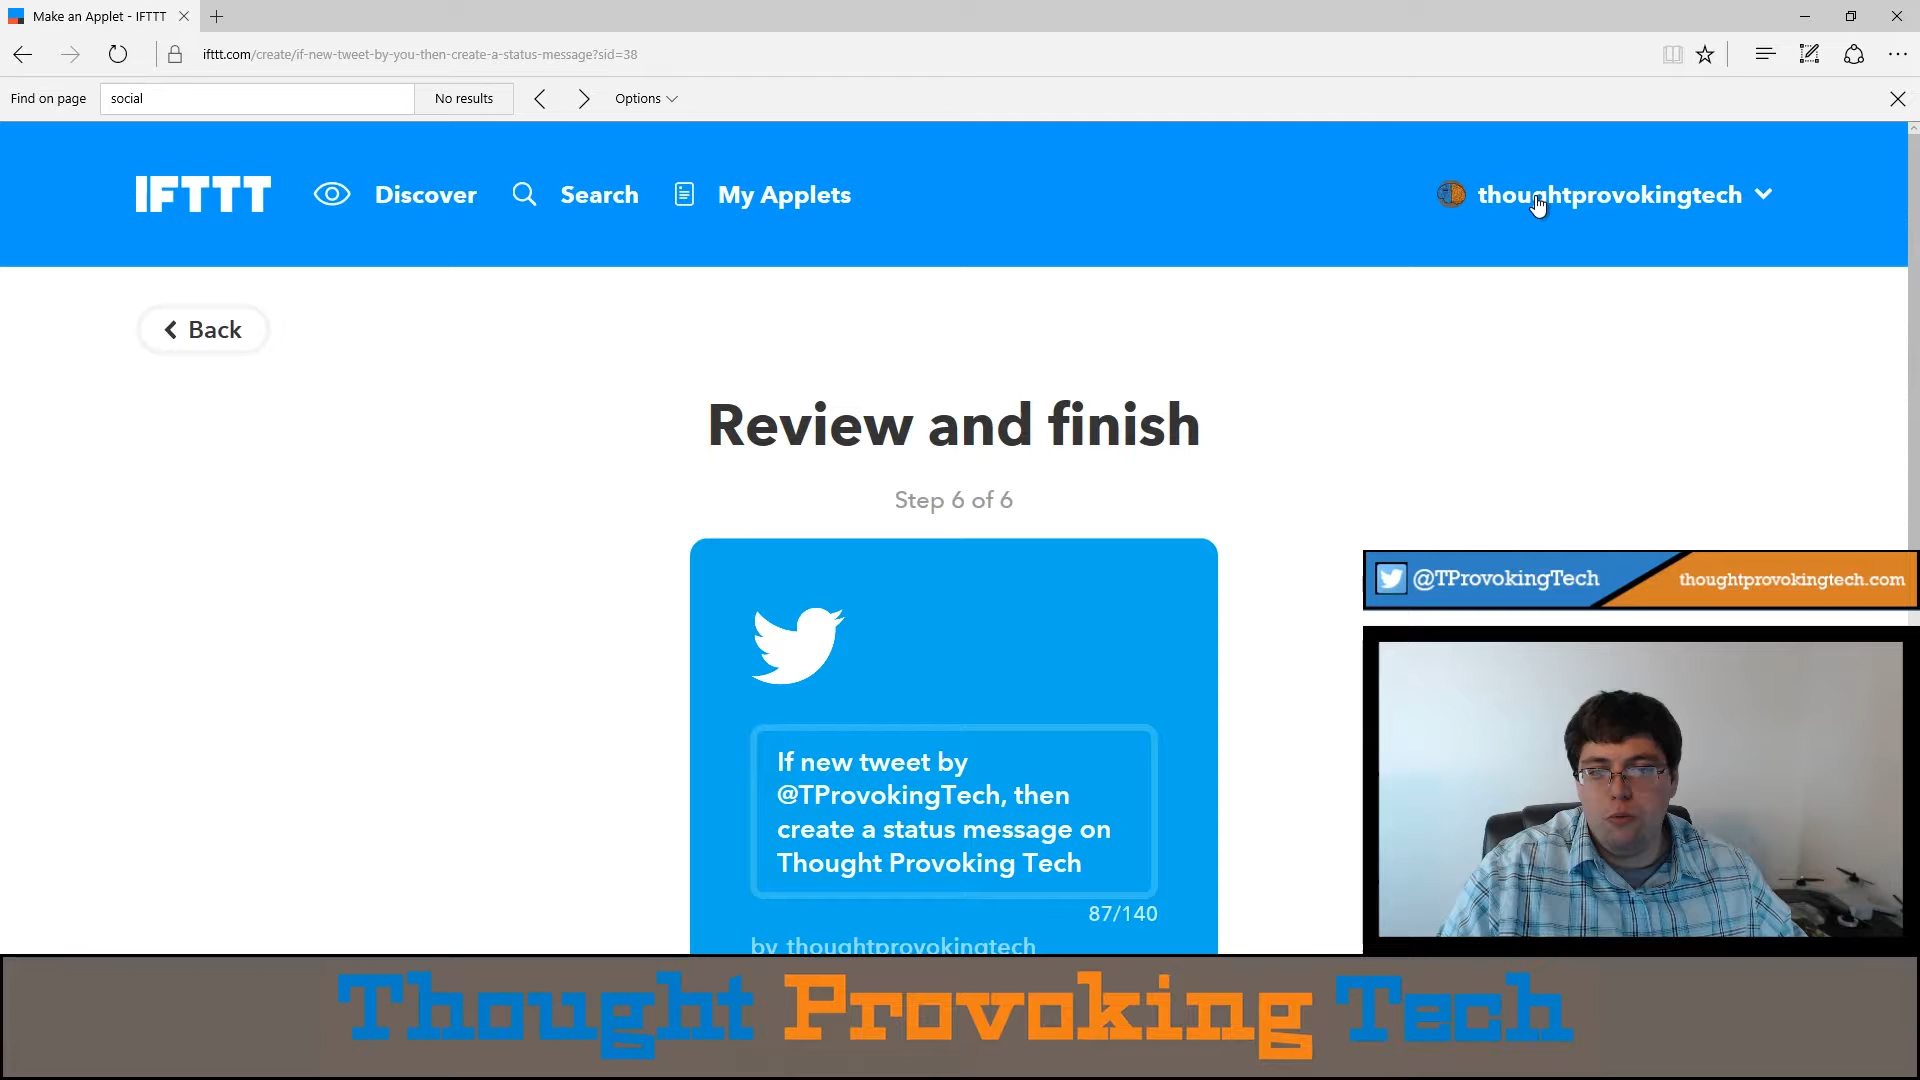 Make an Applet - IFTTT
ifttt.com/create/if-new-tweet-by-you-then-create-a-status-message?sid=38
Find on page social No results Options
IFTTT Discover Search My Applets thoughtprovokingtech
Back
Review and finish
Step 6 of 6
If new tweet by
@TProvokingTech, then
create a status message on
Thought Provoking Tech
87/140
by thoughtprovokingtech
@TProvokingTech thoughtprovokingtech.com
Thought Provoking Tech